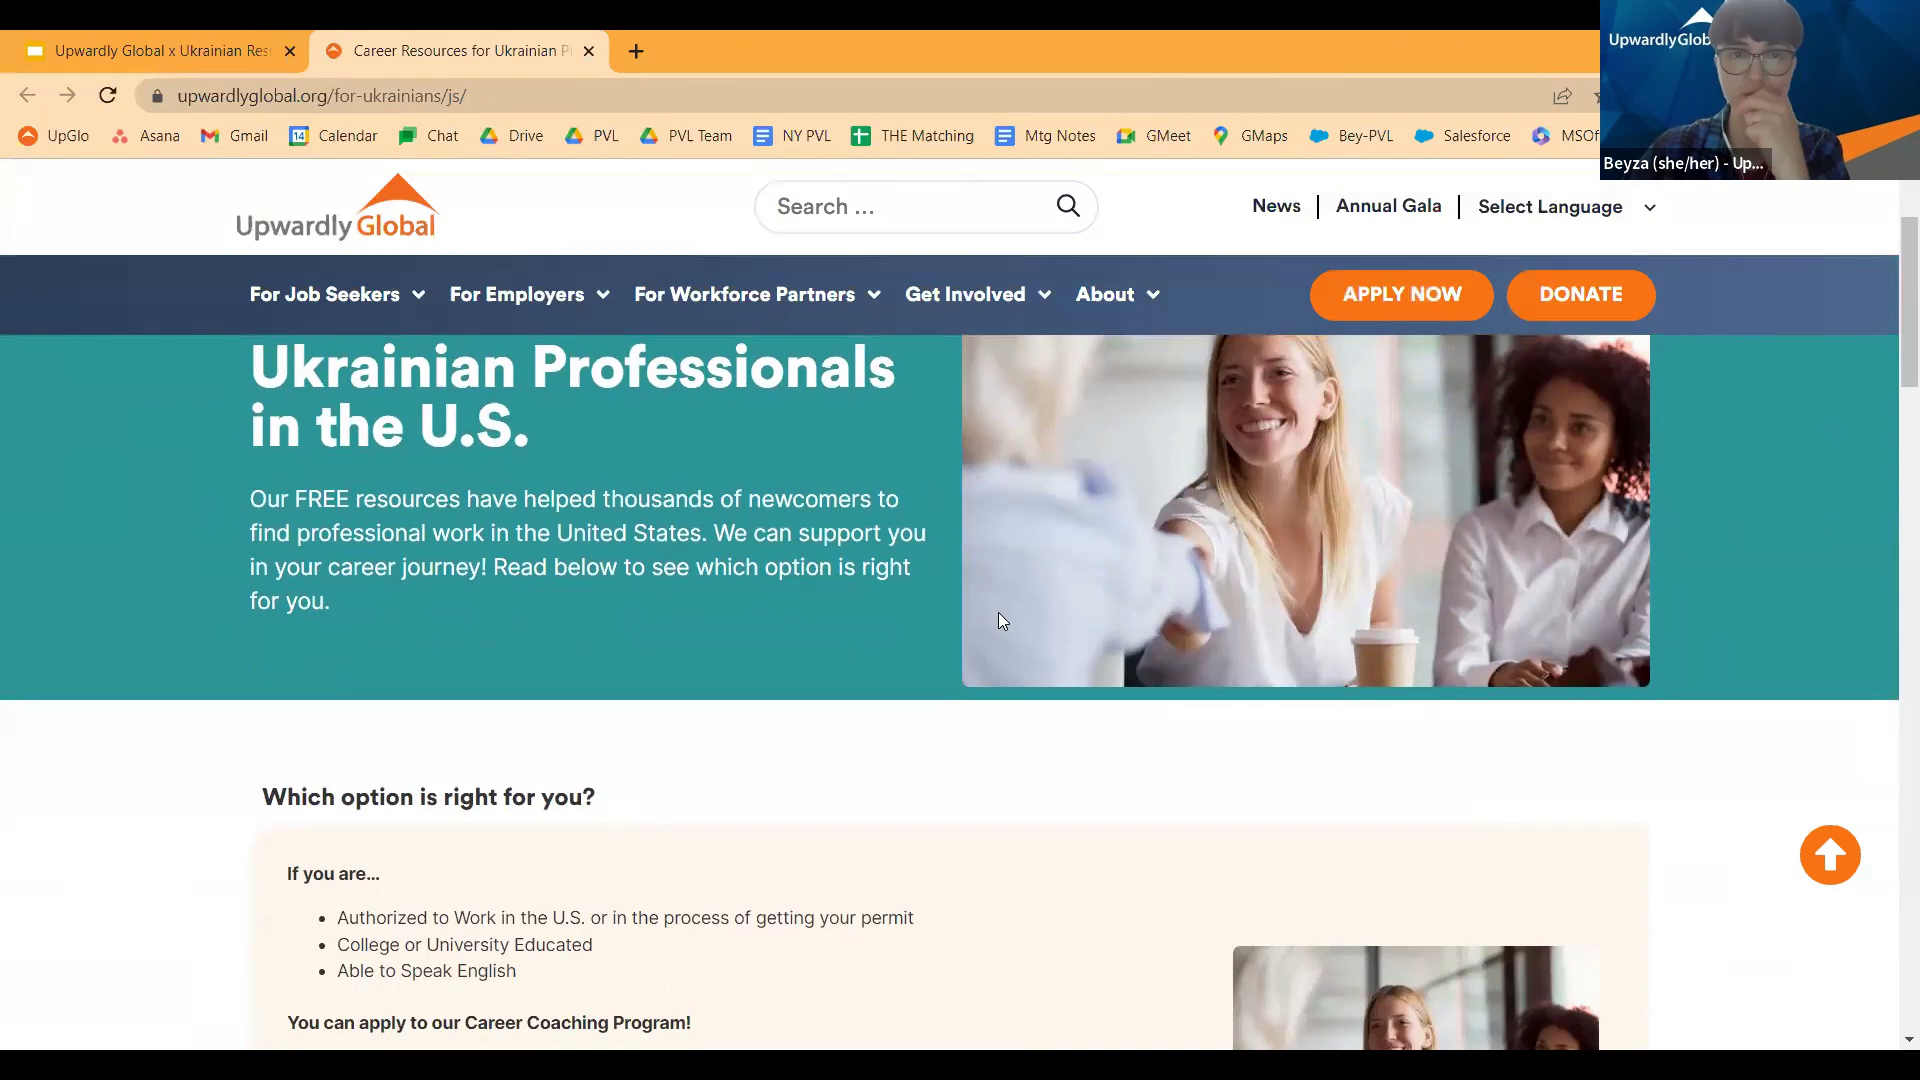 Upwardly Global x Ukrainian Res
Career Resources for Ukrainian P
upwardlyglobal.org/for-ukrainians/js/
UpGlo
Asana
Gmail
14
Calendar
Chat
Drive
PVL
PVL Team
NY PVL
THE Matching
Mtg Notes
GMeet
GMaps
Bey-PVL
Salesforce
MSOf
UpwardlyGlob
Beyza (she/her) - Up...
Upwardly Global
Search ...
News
Annual Gala
Select Language
For Job Seekers
For Employers
For Workforce Partners
Get Involved
About
APPLY NOW
DONATE
Ukrainian Professionals
in the U.S.
Our FREE resources have helped thousands of newcomers to
find professional work in the United States. We can support you
in your career journey! Read below to see which option is right
for you.
Which option is right for you?
If you are...
• Authorized to Work in the U.S. or in the process of getting your permit
• College or University Educated
• Able to Speak English
You can apply to our Career Coaching Program!